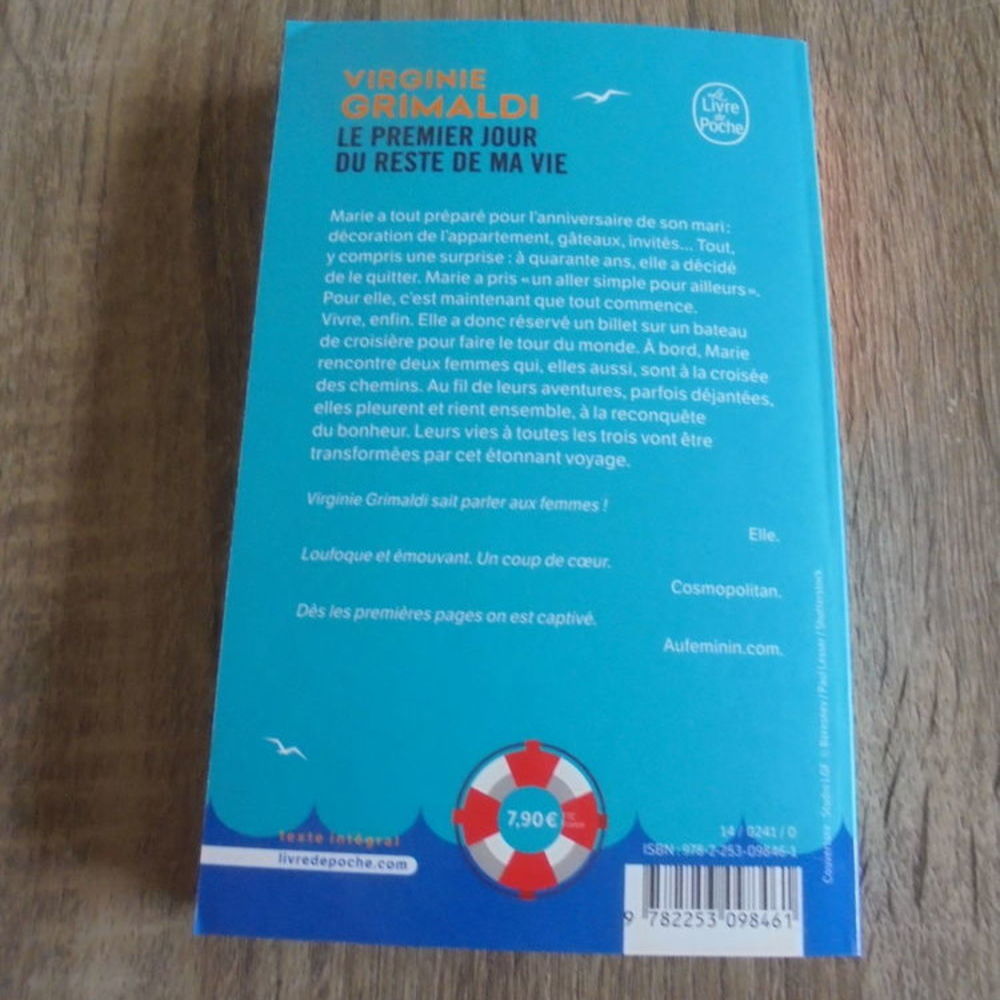 VIRGINIE
GRIMALDI
LE PREMIER JOUR
DU RESTE DE MA VIE
Le
Livre
de
Poche
Marie a tout préparé pour l'anniversaire de son mari :
décoration de l'appartement, gâteaux, invités... Tout,
y compris une surprise : à quarante ans, elle a décidé
de le quitter. Marie a pris « un aller simple pour ailleurs ».
Pour elle, c'est maintenant que tout commence.
Vivre, enfin. Elle a donc réservé un billet sur un bateau
de croisière pour faire le tour du monde. À bord, Marie
rencontre deux femmes qui, elles aussi, sont à la croisée
des chemins. Au fil de leurs aventures, parfois déjantées,
elles pleurent et rient ensemble, à la reconquête
du bonheur. Leurs vies à toutes les trois vont être
transformées par cet étonnant voyage.
Virginie Grimaldi sait parler aux femmes !
Elle.
Loufoque et émouvant. Un coup de cœur.
Cosmopolitan.
Dès les premières pages on est captivé.
Aufeminin.com.
7,90 €
texte intégral
livredepoche.com
14 / 0241 / 0
ISBN : 978-2-253-09846-1
9 782253 098461
Couverture : Studio LGF © / Paul Lesser / Shutterstock